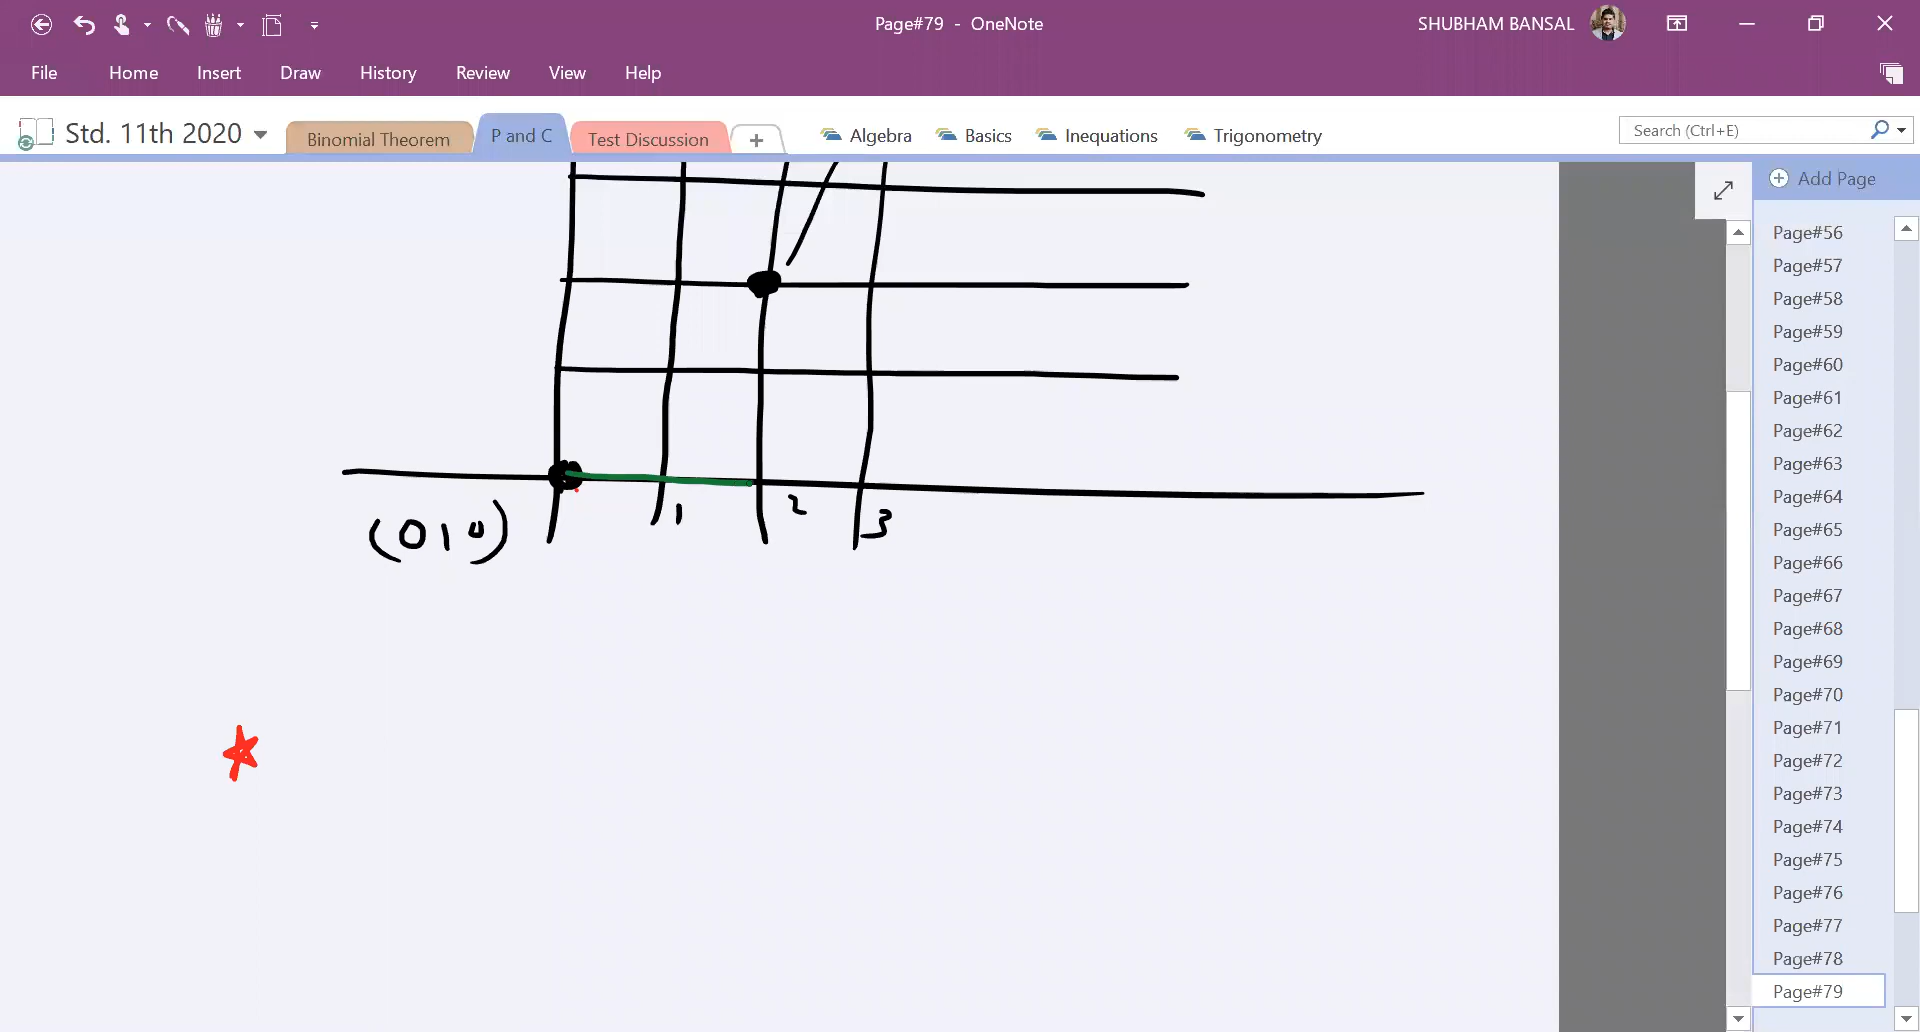 Page#79 - OneNote
SHUBHAM BANSAL
File Home Insert Draw History Review View Help
Std. 11th 2020
Binomial Theorem
P and C
Test Discussion
Algebra
Basics
Inequations
Trigonometry
Search (Ctrl+E)
Add Page
Page#56
Page#57
Page#58
Page#59
Page#60
Page#61
Page#62
Page#63
Page#64
Page#65
Page#66
Page#67
Page#68
Page#69
Page#70
Page#71
Page#72
Page#73
Page#74
Page#75
Page#76
Page#77
Page#78
Page#79
1 2 3
(0,0)